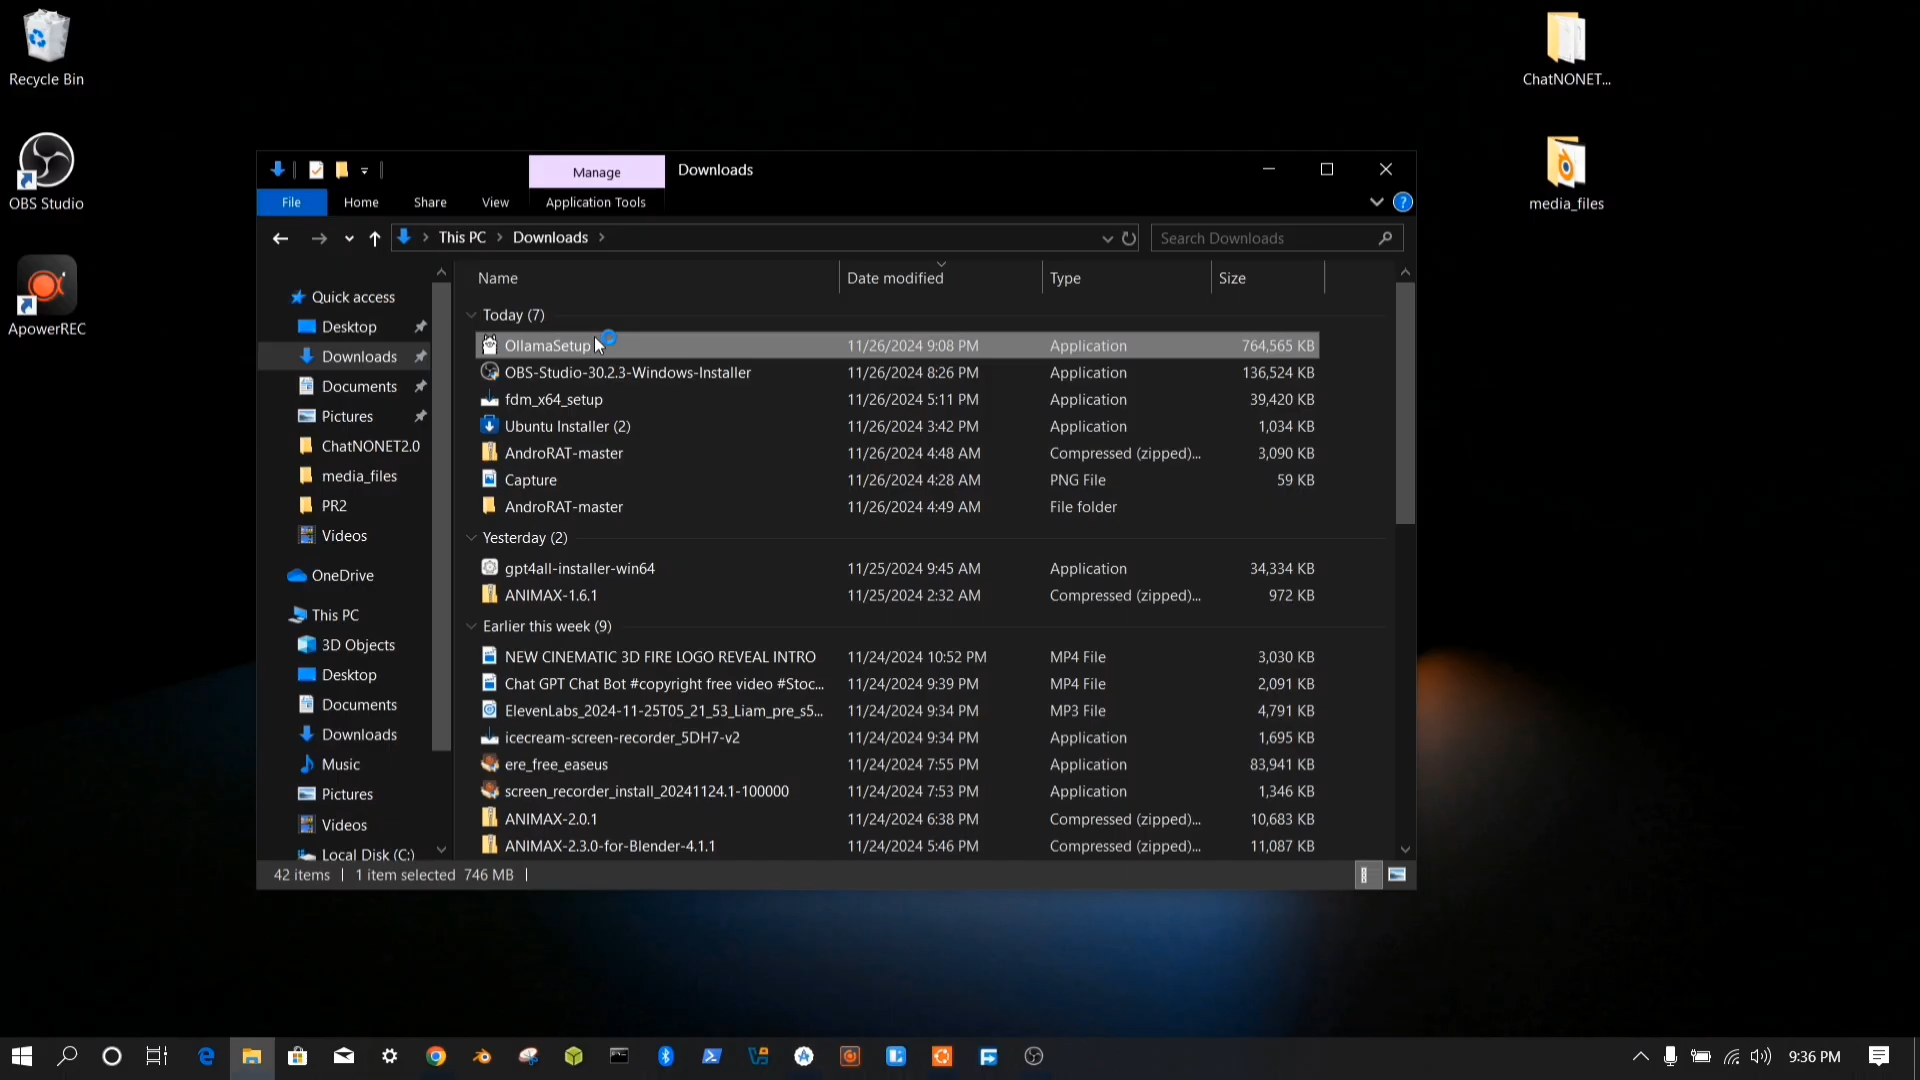 Recycle Bin
OBS Studio
ApowerREC
ChatNONET...
media_files
Manage
Downloads
File
Home
Share
View
Application Tools
?
This PC
Downloads
Search Downloads
Quick access
Desktop
Downloads
Documents
Pictures
ChatNONET2.0
media_files
PR2
Videos
OneDrive
This PC
3D Objects
Desktop
Documents
Downloads
Music
Pictures
Videos
Local Disk (C:)
Name Date modified Type Size
Today (7)
OllamaSetup 11/26/2024 9:08 PM Application 764,565 KB
OBS-Studio-30.2.3-Windows-Installer 11/26/2024 8:26 PM Application 136,524 KB
fdm_x64_setup 11/26/2024 5:11 PM Application 39,420 KB
Ubuntu Installer (2) 11/26/2024 3:42 PM Application 1,034 KB
AndroRAT-master 11/26/2024 4:48 AM Compressed (zipped)... 3,090 KB
Capture 11/26/2024 4:28 AM PNG File 59 KB
AndroRAT-master 11/26/2024 4:49 AM File folder
Yesterday (2)
gpt4all-installer-win64 11/25/2024 9:45 AM Application 34,334 KB
ANIMAX-1.6.1 11/25/2024 2:32 AM Compressed (zipped)... 972 KB
Earlier this week (9)
NEW CINEMATIC 3D FIRE LOGO REVEAL INTRO 11/24/2024 10:52 PM MP4 File 3,030 KB
Chat GPT Chat Bot #copyright free video #Stoc... 11/24/2024 9:39 PM MP4 File 2,091 KB
ElevenLabs_2024-11-25T05_21_53_Liam_pre_s5... 11/24/2024 9:34 PM MP3 File 4,791 KB
icecream-screen-recorder_5DH7-v2 11/24/2024 9:34 PM Application 1,695 KB
ere_free_easeus 11/24/2024 7:55 PM Application 83,941 KB
screen_recorder_install_20241124.1-100000 11/24/2024 7:53 PM Application 1,346 KB
ANIMAX-2.0.1 11/24/2024 6:38 PM Compressed (zipped)... 10,683 KB
ANIMAX-2.3.0-for-Blender-4.1.1 11/24/2024 5:46 PM Compressed (zipped)... 11,087 KB
42 items 1 item selected 746 MB
9:36 PM